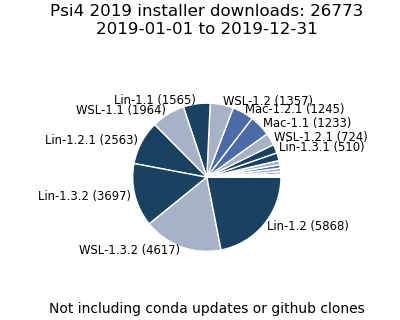 Psi4 2019 installer downloads: 26773
2019-01-01 to 2019-12-31
Lin-1.1 (1565)
WSL-1.2 (1357)
WSL-1.1 (1964)
Mac-1.2.1 (1245)
Mac-1.1 (1233)
Lin-1.2.1 (2563)
WSL-1.2.1 (724)
Lin-1.3.1 (510)
Lin-1.3.2 (3697)
Lin-1.2 (5868)
WSL-1.3.2 (4617)
Not including conda updates or github clones